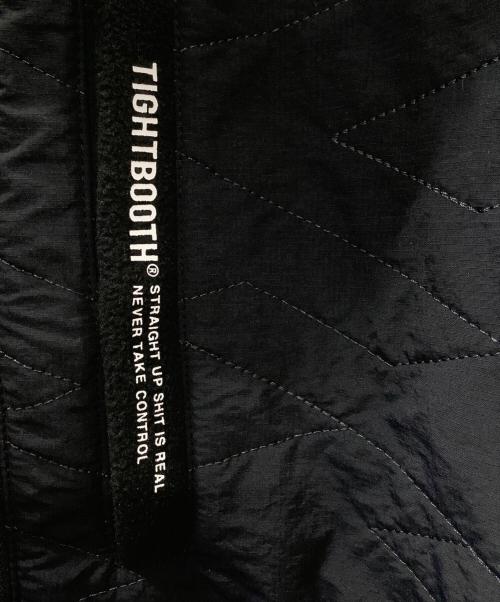 TIGHTBOOTH®
STRAIGHT UP SHIT IS REAL
NEVER TAKE CONTROL